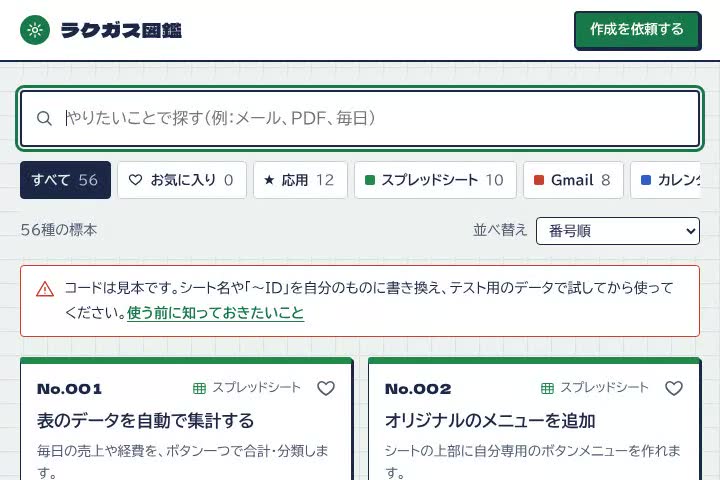 ラクガス図鑑
作成を依頼する
やりたいことで探す(例:メール、PDF、毎日)
すべて 56
お気に入り 0
応用 12
スプレッドシート 10
Gmail 8
カレン
56種の標本
並べ替え
番号順
コードは見本です。シート名や「〜ID」を自分のものに書き換え、テスト用のデータで試してから使って
ください。使う前に知っておきたいこと
No.001
スプレッドシート
表のデータを自動で集計する
毎日の売上や経費を、ボタン一つで合計・分類しま
す。
No.002
スプレッドシート
オリジナルのメニューを追加
シートの上部に自分専用のボタンメニューを作れま
す。